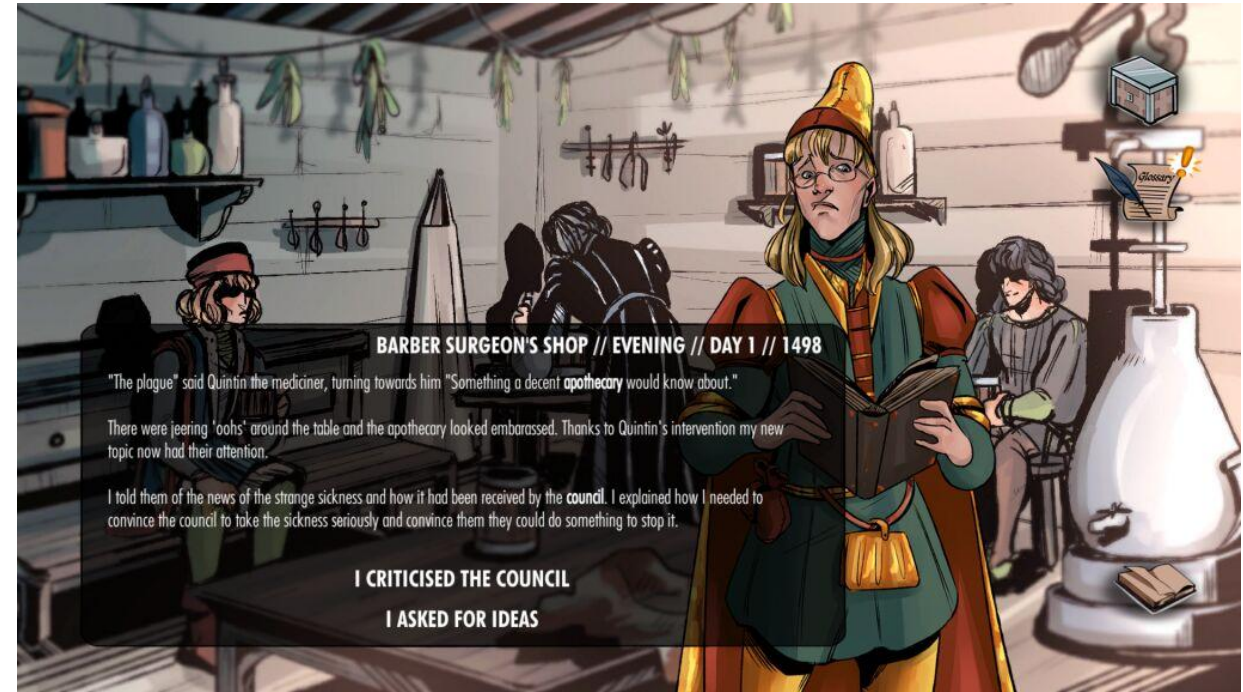 Glossary
BARBER SURGEON'S SHOP // EVENING // DAY 1 // 1498
"The plague" said Quintin the mediciner, turning towards him "Something a decent apothecary would know about."
There were jeering 'oohs' around the table and the apothecary looked embarassed. Thanks to Quintin's intervention my new
topic now had their attention.
I told them of the news of the strange sickness and how it had been received by the council. I explained how I needed to
convince the council to take the sickness seriously and convince them they could do something to stop it.
I CRITICISED THE COUNCIL
I ASKED FOR IDEAS